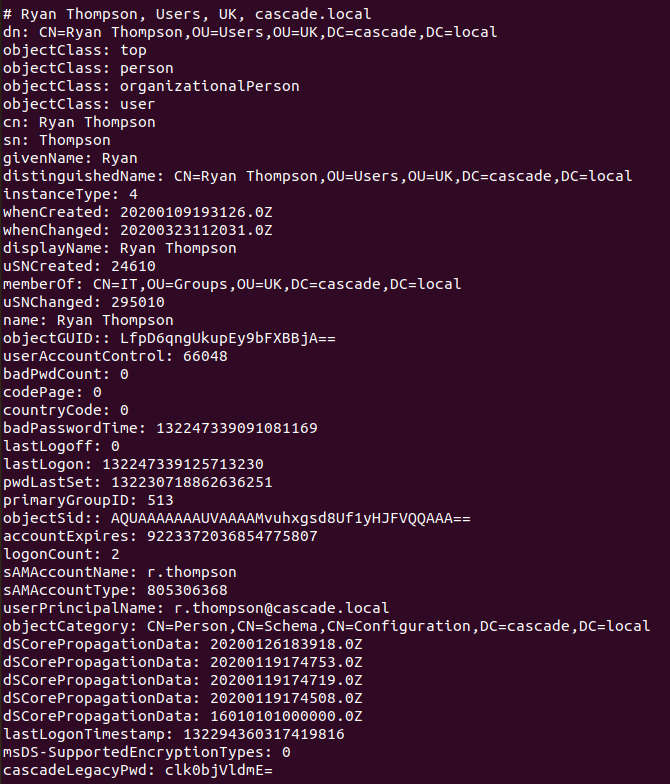 # Ryan Thompson, Users, UK, cascade.local
dn: CN=Ryan Thompson,OU=Users,OU=UK,DC=cascade,DC=local
objectClass: top
objectClass: person
objectClass: organizationalPerson
objectClass: user
cn: Ryan Thompson
sn: Thompson
givenName: Ryan
distinguishedName: CN=Ryan Thompson,OU=Users,OU=UK,DC=cascade,DC=local
instanceType: 4
whenCreated: 20200109193126.0Z
whenChanged: 20200323112031.0Z
displayName: Ryan Thompson
uSNCreated: 24610
memberOf: CN=IT,OU=Groups,OU=UK,DC=cascade,DC=local
uSNChanged: 295010
name: Ryan Thompson
objectGUID:: LfpD6qngUkupEy9bFXBBjA==
userAccountControl: 66048
badPwdCount: 0
codePage: 0
countryCode: 0
badPasswordTime: 132247339091081169
lastLogoff: 0
lastLogon: 132247339125713230
pwdLastSet: 132230718862636251
primaryGroupID: 513
objectSid:: AQUAAAAAAAUVAAAAMvuhxgsd8Uf1yHJFVQQAAA==
accountExpires: 9223372036854775807
logonCount: 2
sAMAccountName: r.thompson
sAMAccountType: 805306368
userPrincipalName: r.thompson@cascade.local
objectCategory: CN=Person,CN=Schema,CN=Configuration,DC=cascade,DC=local
dSCorePropagationData: 20200126183918.0Z
dSCorePropagationData: 20200119174753.0Z
dSCorePropagationData: 20200119174719.0Z
dSCorePropagationData: 20200119174508.0Z
dSCorePropagationData: 16010101000000.0Z
lastLogonTimestamp: 132294360317419816
msDS-SupportedEncryptionTypes: 0
cascadeLegacyPwd: clk0bjVldmE=